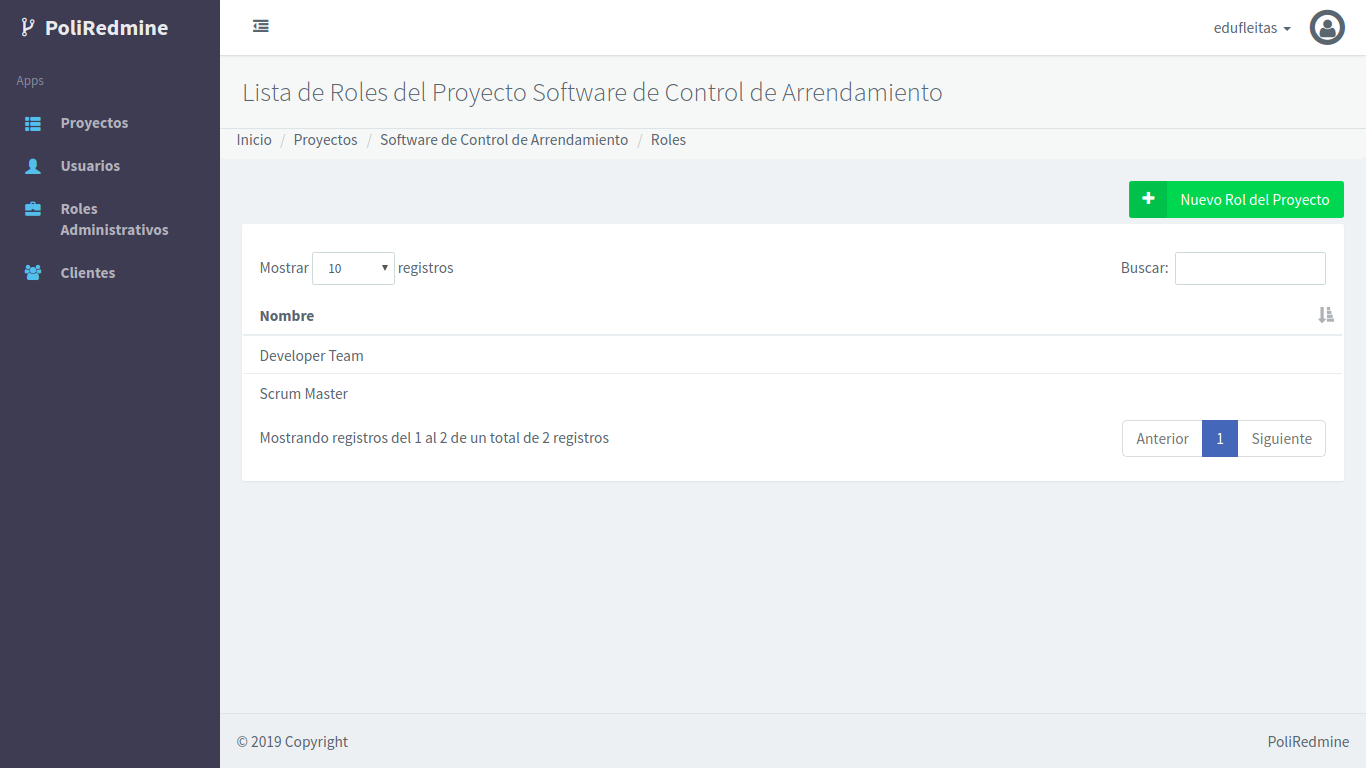 PoliRedmine
edufleitas
Apps
Proyectos
Usuarios
Roles
Administrativos
Clientes
Lista de Roles del Proyecto Software de Control de Arrendamiento
Inicio / Proyectos / Software de Control de Arrendamiento / Roles
Nuevo Rol del Proyecto
Mostrar 10 registros
Buscar:
Nombre
Developer Team
Scrum Master
Mostrando registros del 1 al 2 de un total de 2 registros
Anterior 1 Siguiente
© 2019 Copyright
PoliRedmine